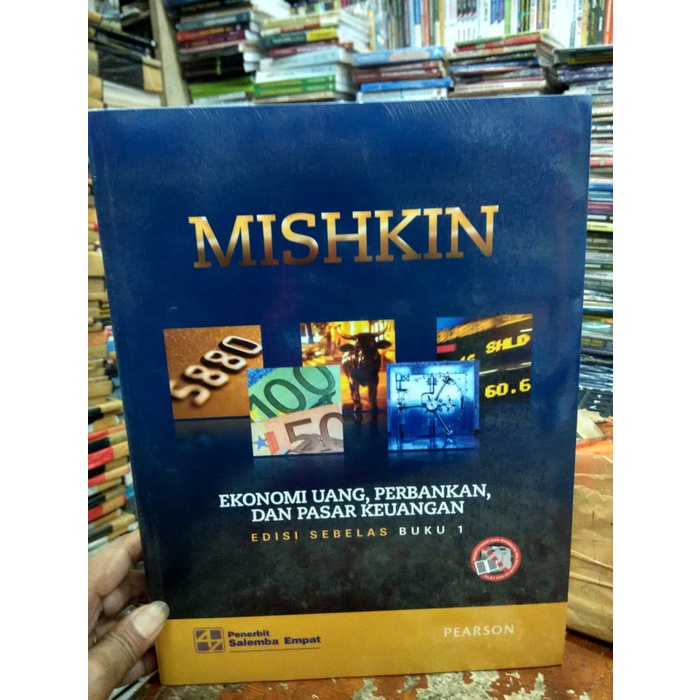 MISHKIN
5880
SHLD
60.6
100
50
EKONOMI UANG, PERBANKAN,
DAN PASAR KEUANGAN
EDISI SEBELAS BUKU 1
Penerbit
Salemba Empat
PEARSON